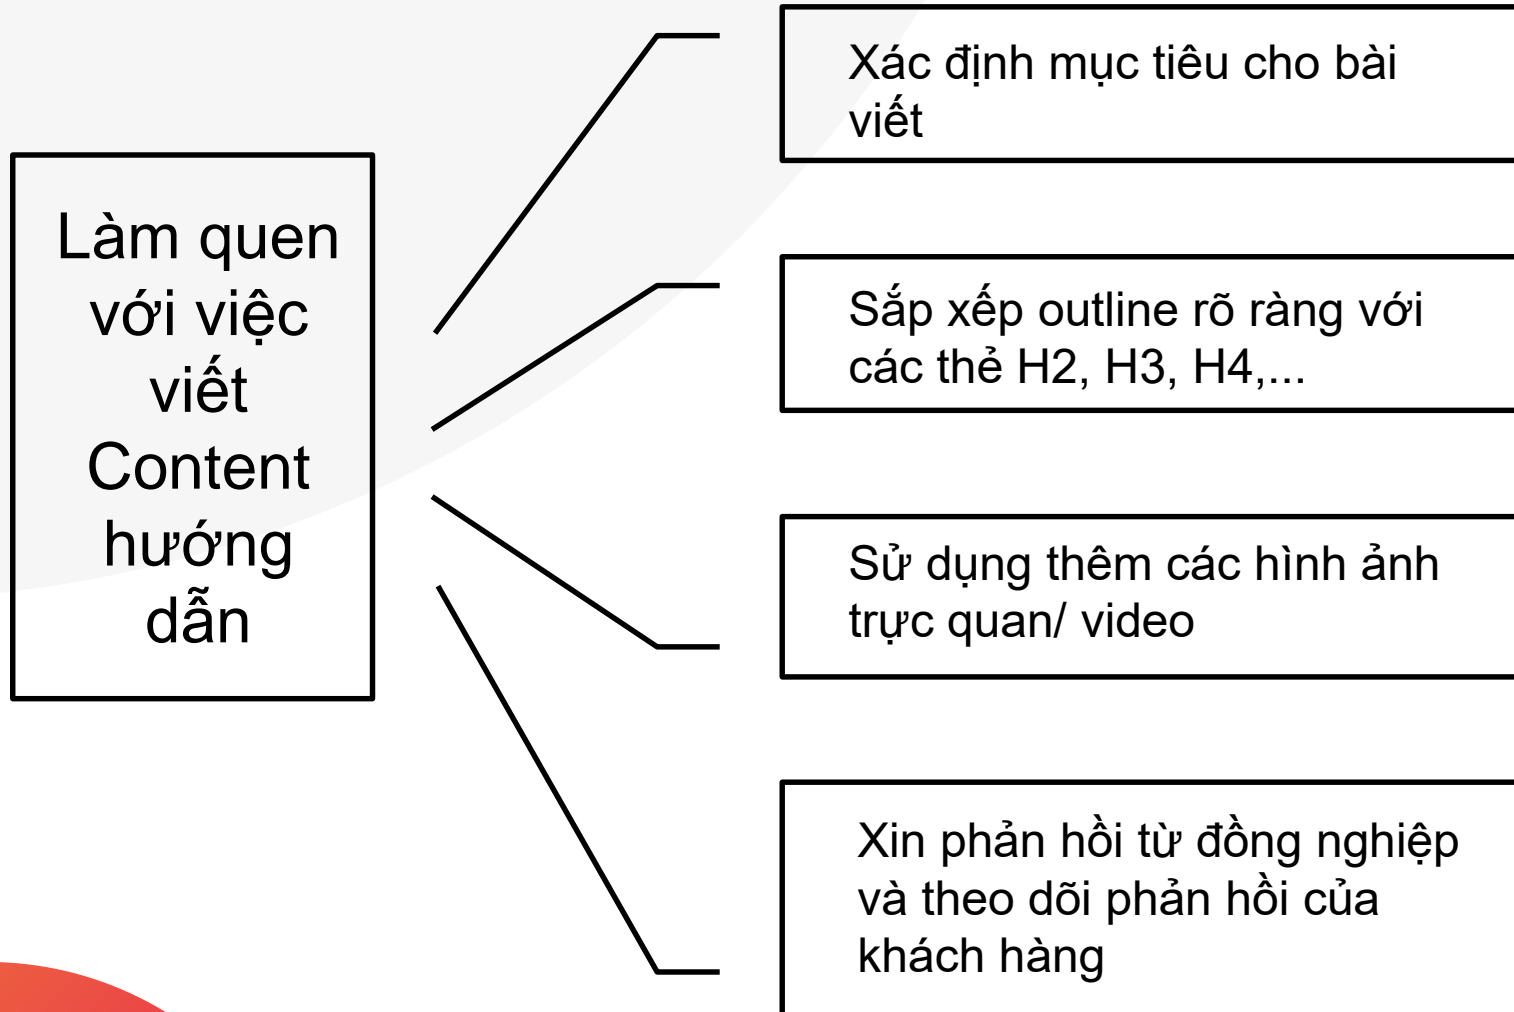 Làm quen
với việc
viết
Content
hướng
dẫn
Xác định mục tiêu cho bài
viết
Sắp xếp outline rõ ràng với
các thẻ H2, H3, H4,...
Sử dụng thêm các hình ảnh
trực quan/ video
Xin phản hồi từ đồng nghiệp
và theo dõi phản hồi của
khách hàng